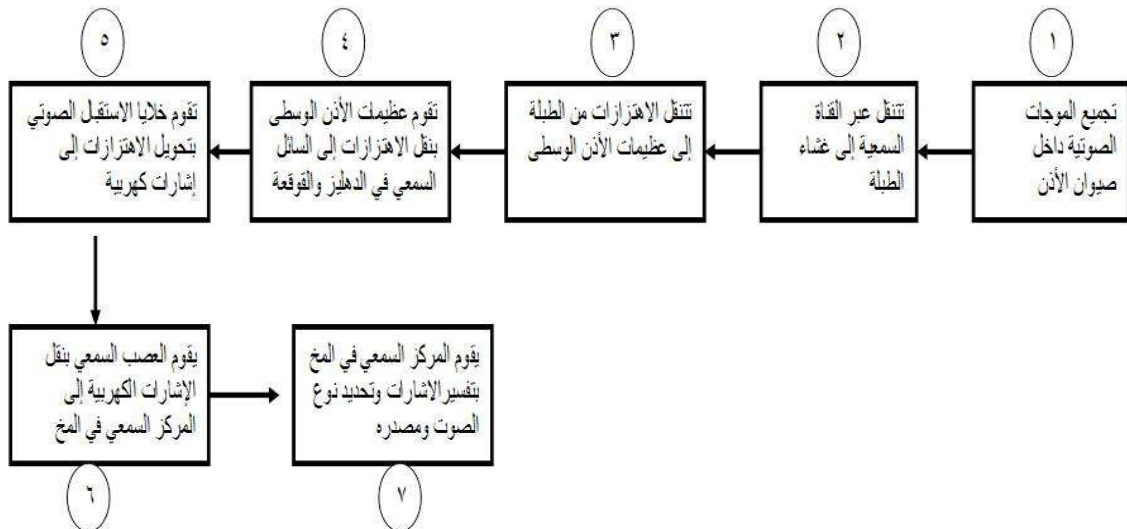 ١
تجميع الموجات
الصوتية داخل
صيوان الأذن
٢
تنتقل عبر القناة
السمعية إلى غشاء
الطبلة
٣
تنتقل الاهتزازات من الطبلة
إلى عظيمات الأذن الوسطى
٤
تقوم عظيمات الأذن الوسطى
بنقل الاهتزازات إلى السائل
السمعي في الدهليز والقوقعة
٥
تقوم خلايا الاستقبال الصوتي
بتحويل الاهتزازات إلى
إشارات كهربية
يقوم العصب السمعي بنقل
الإشارات الكهربية إلى
المركز السمعي في المخ
٦
يقوم المركز السمعي في المخ
بتفسير الاشارات وتحديد نوع
الصوت ومصدره
٧